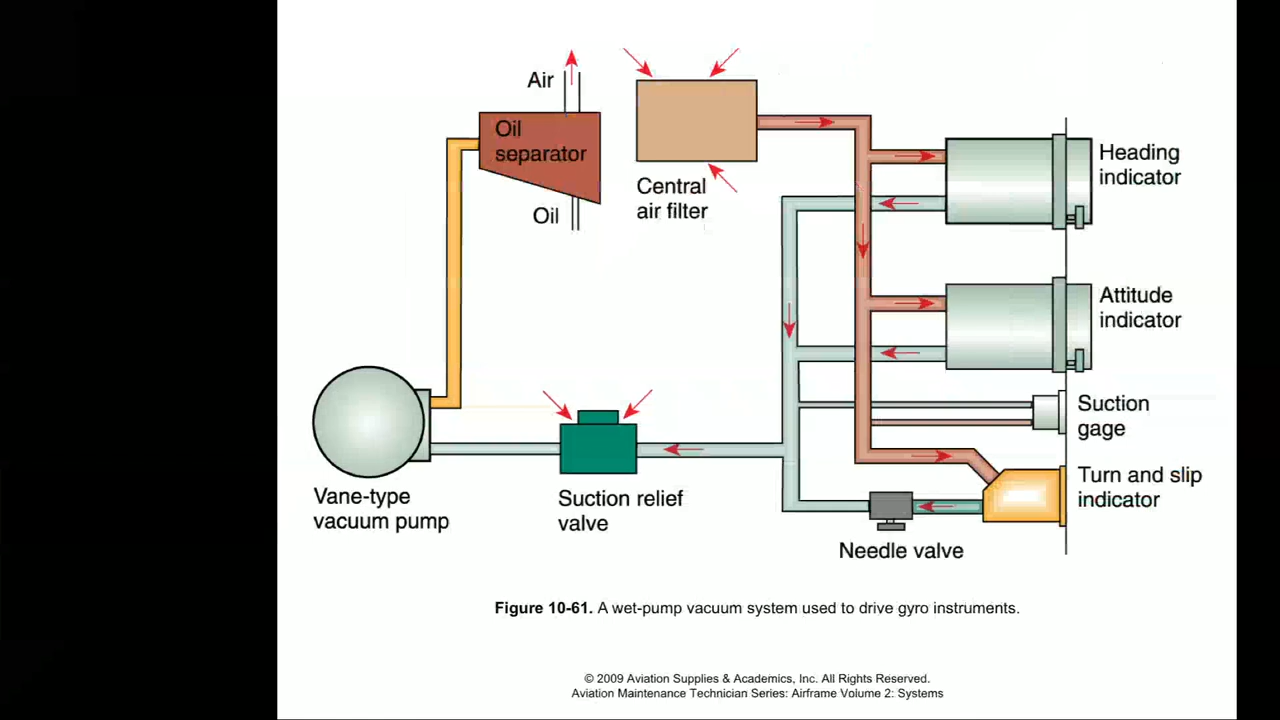 Air
Oil
separator
Oil
Central
air filter
Heading
indicator
Attitude
indicator
Suction
gage
Turn and slip
indicator
Vane-type
vacuum pump
Suction relief
valve
Needle valve
Figure 10-61. A wet-pump vacuum system used to drive gyro instruments.
© 2009 Aviation Supplies & Academics, Inc. All Rights Reserved.
Aviation Maintenance Technician Series: Airframe Volume 2: Systems